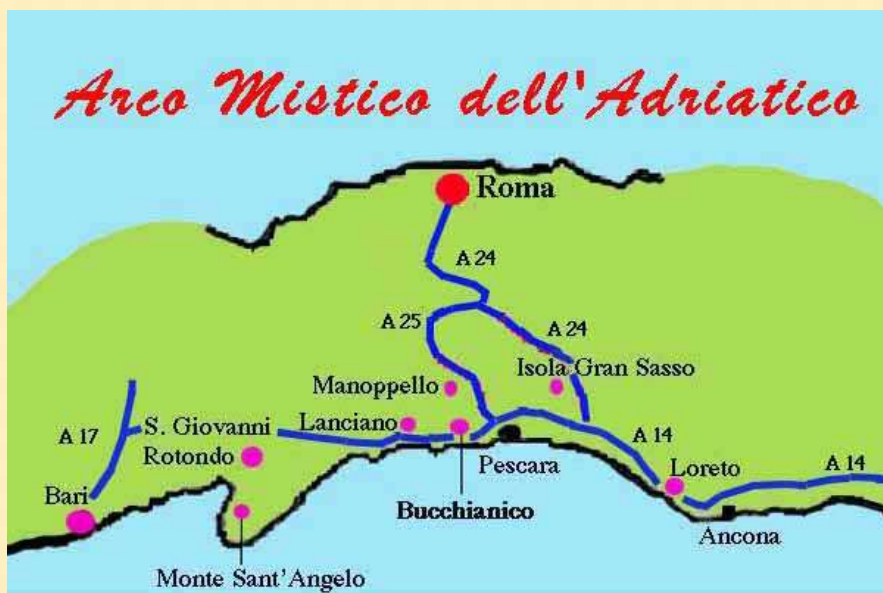 Arco Mistico dell'Adriatico
Roma
A 24
A 25
A 24
Isola Gran Sasso
Manoppello
Lanciano
S. Giovanni
Rotondo
A 17
A 14
A 14
Pescara
Loreto
Bari
Bucchianico
Ancona
Monte Sant'Angelo